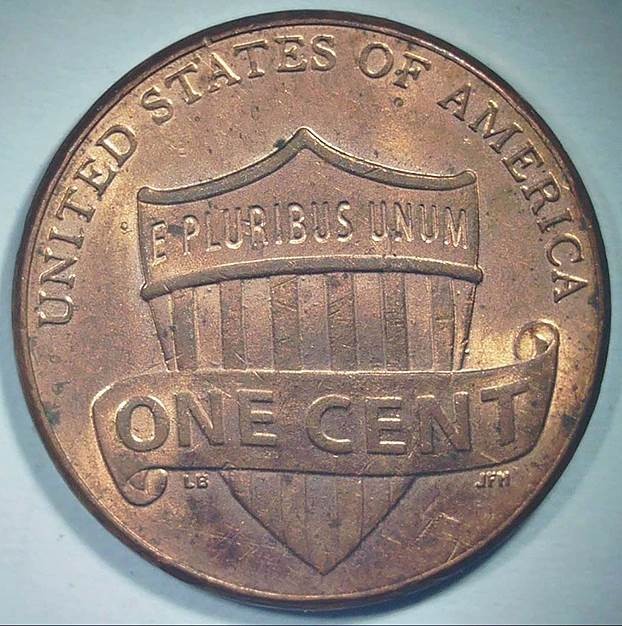 UNITED STATES OF AMERICA
E PLURIBUS UNUM
ONE CENT
LB
JFM